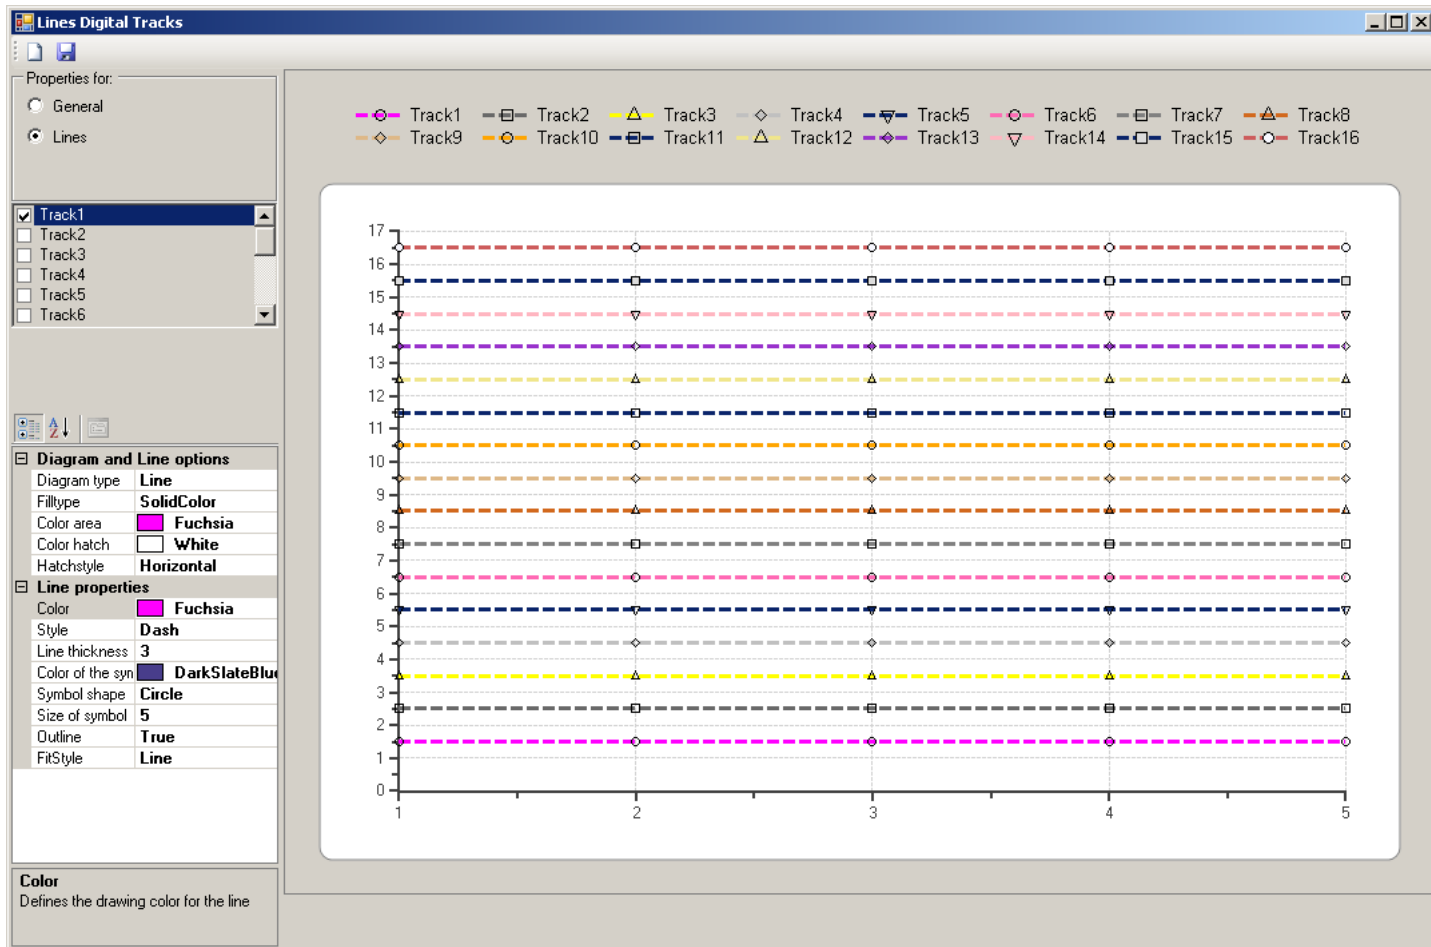 Lines Digital Tracks
Properties for:
General
Lines
Track1
Track2
Track3
Track4
Track5
Track6
Diagram and Line options
Diagram type Line
Filltype SolidColor
Color area Fuchsia
Color hatch White
Hatchstyle Horizontal
Line properties
Color Fuchsia
Style Dash
Line thickness 3
Color of the syn DarkSlateBlue
Symbol shape Circle
Size of symbol 5
Outline True
FitStyle Line
Color
Defines the drawing color for the line
Track1 Track2 Track3 Track4 Track5 Track6 Track7 Track8
Track9 Track10 Track11 Track12 Track13 Track14 Track15 Track16
17
16
15
14
13
12
11
10
9
8
7
6
5
4
3
2
1
0
1 2 3 4 5